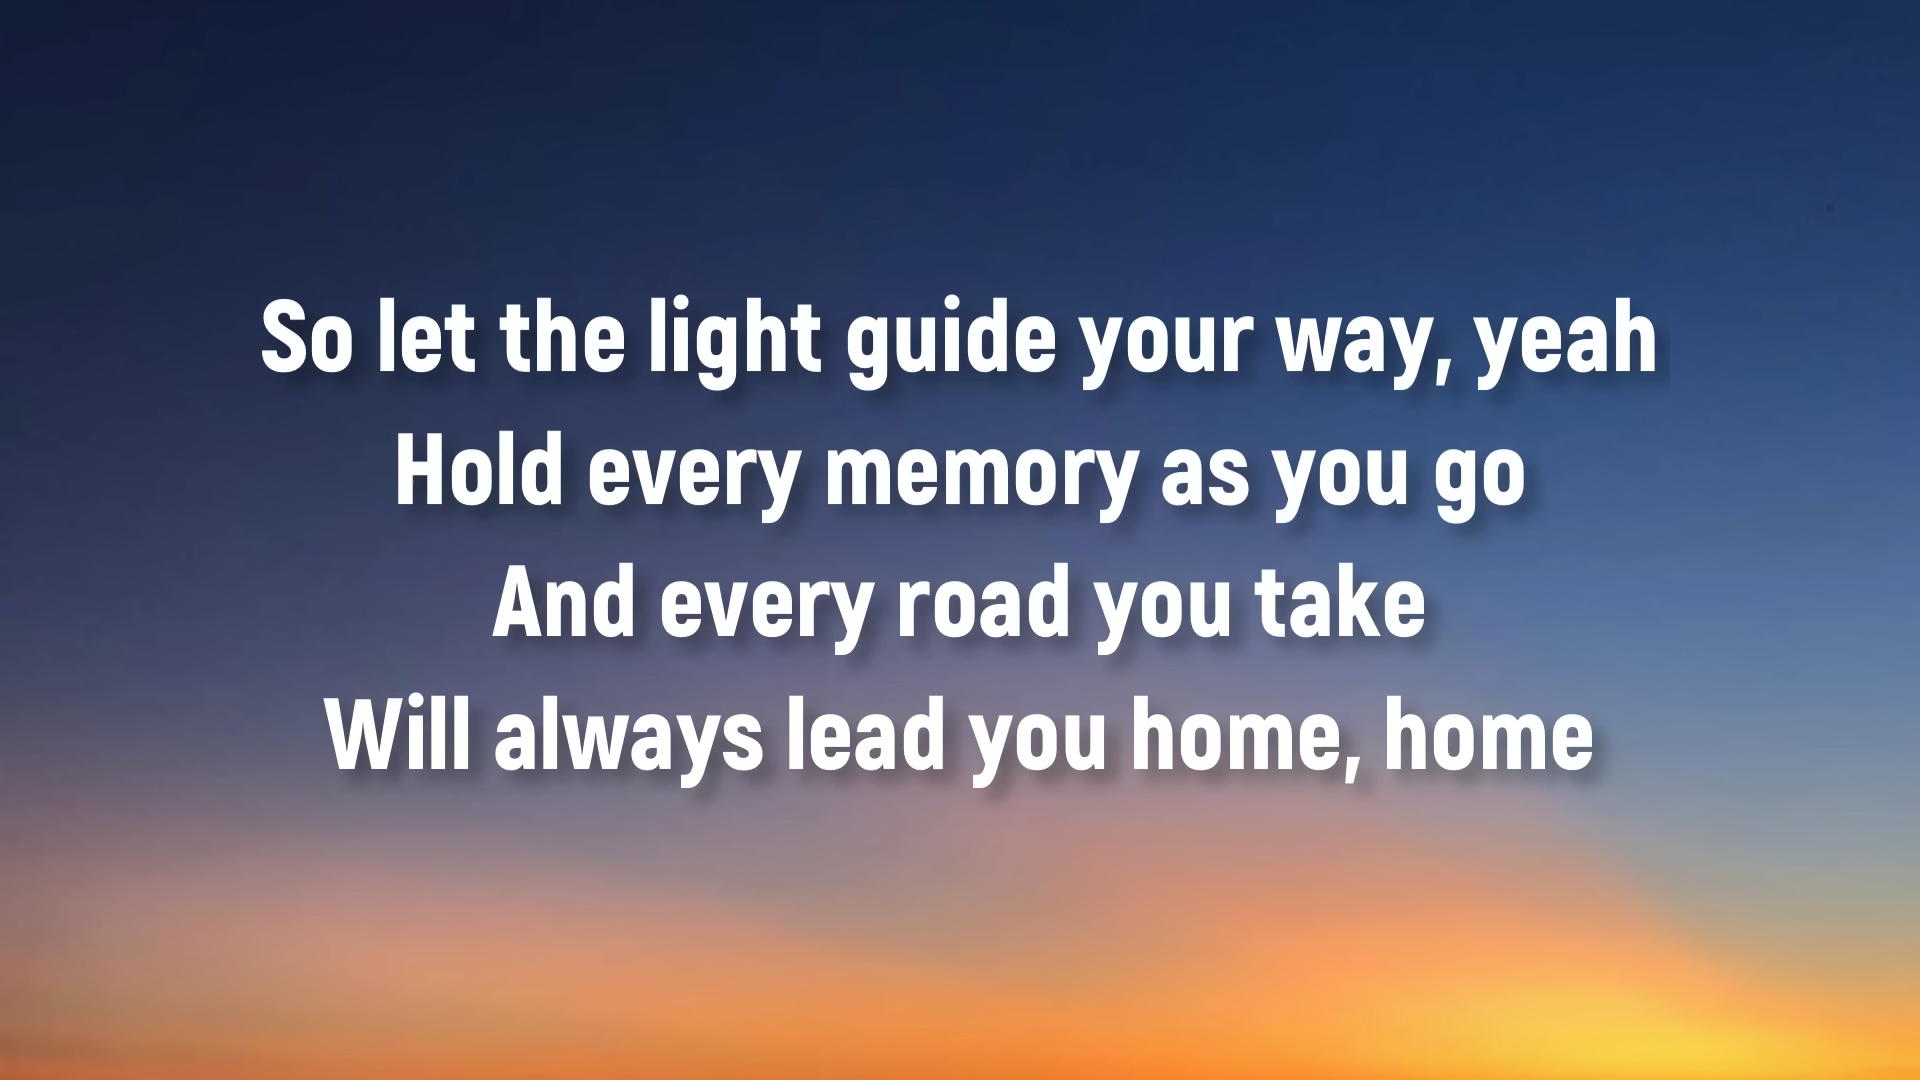 So let the light guide your way, yeah
Hold every memory as you go
And every road you take
Will always lead you home, home